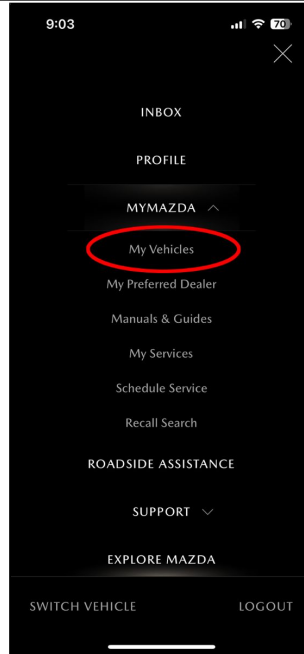 9:03
70
INBOX
PROFILE
MYMAZDA
My Vehicles
My Preferred Dealer
Manuals & Guides
My Services
Schedule Service
Recall Search
ROADSIDE ASSISTANCE
SUPPORT
EXPLORE MAZDA
SWITCH VEHICLE LOGOUT